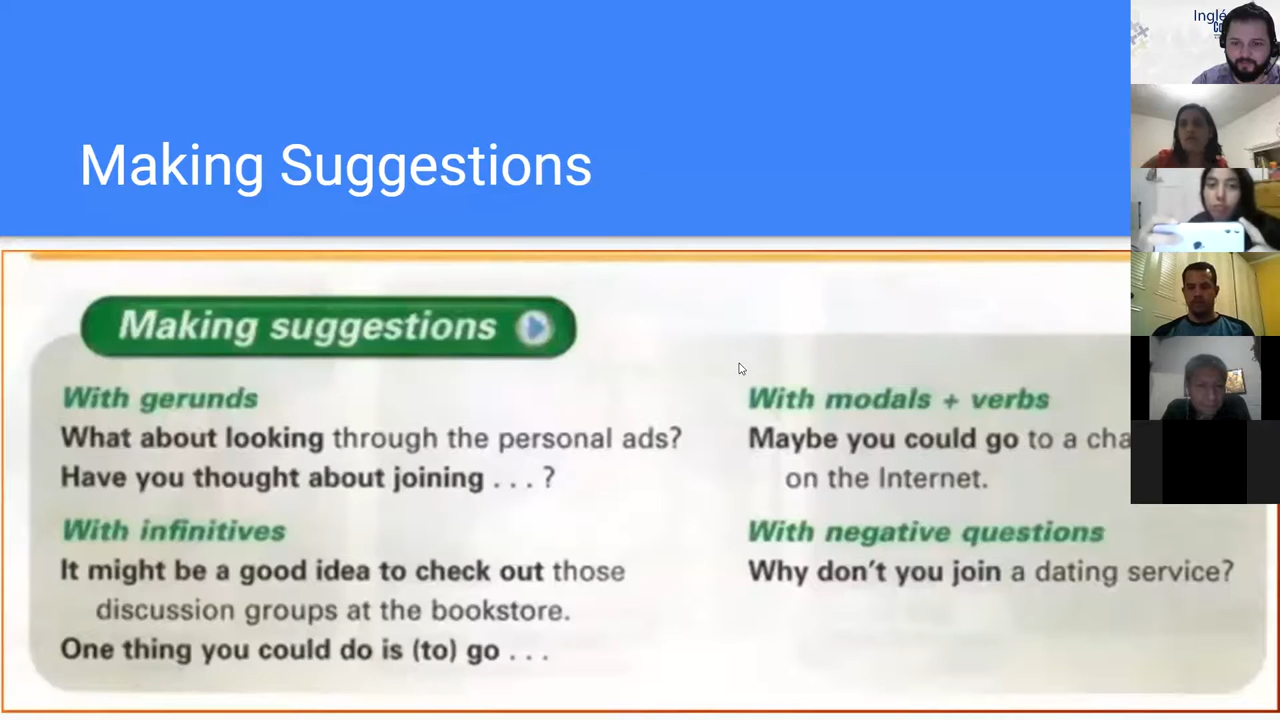 Making Suggestions
Making suggestions
With gerunds
What about looking through the personal ads?
Have you thought about joining . . . ?
With infinitives
It might be a good idea to check out those
discussion groups at the bookstore.
One thing you could do is (to) go . . .
With modals + verbs
Maybe you could go to a
on the Internet.
With negative questions
Why don't you join a dating service?